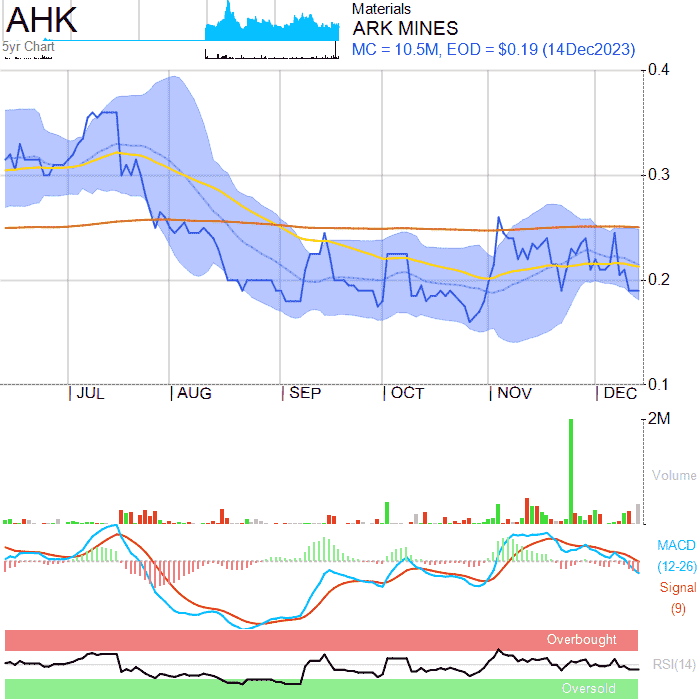 AHK
5yr Chart
Materials
ARK MINES
MC = 10.5M, EOD = $0.19 (14Dec2023)
0.4
0.3
0.2
0.1
JUL AUG SEP OCT NOV DEC
2M
Volume
MACD
(12-26)
Signal
(9)
Overbought
RSI(14)
Oversold